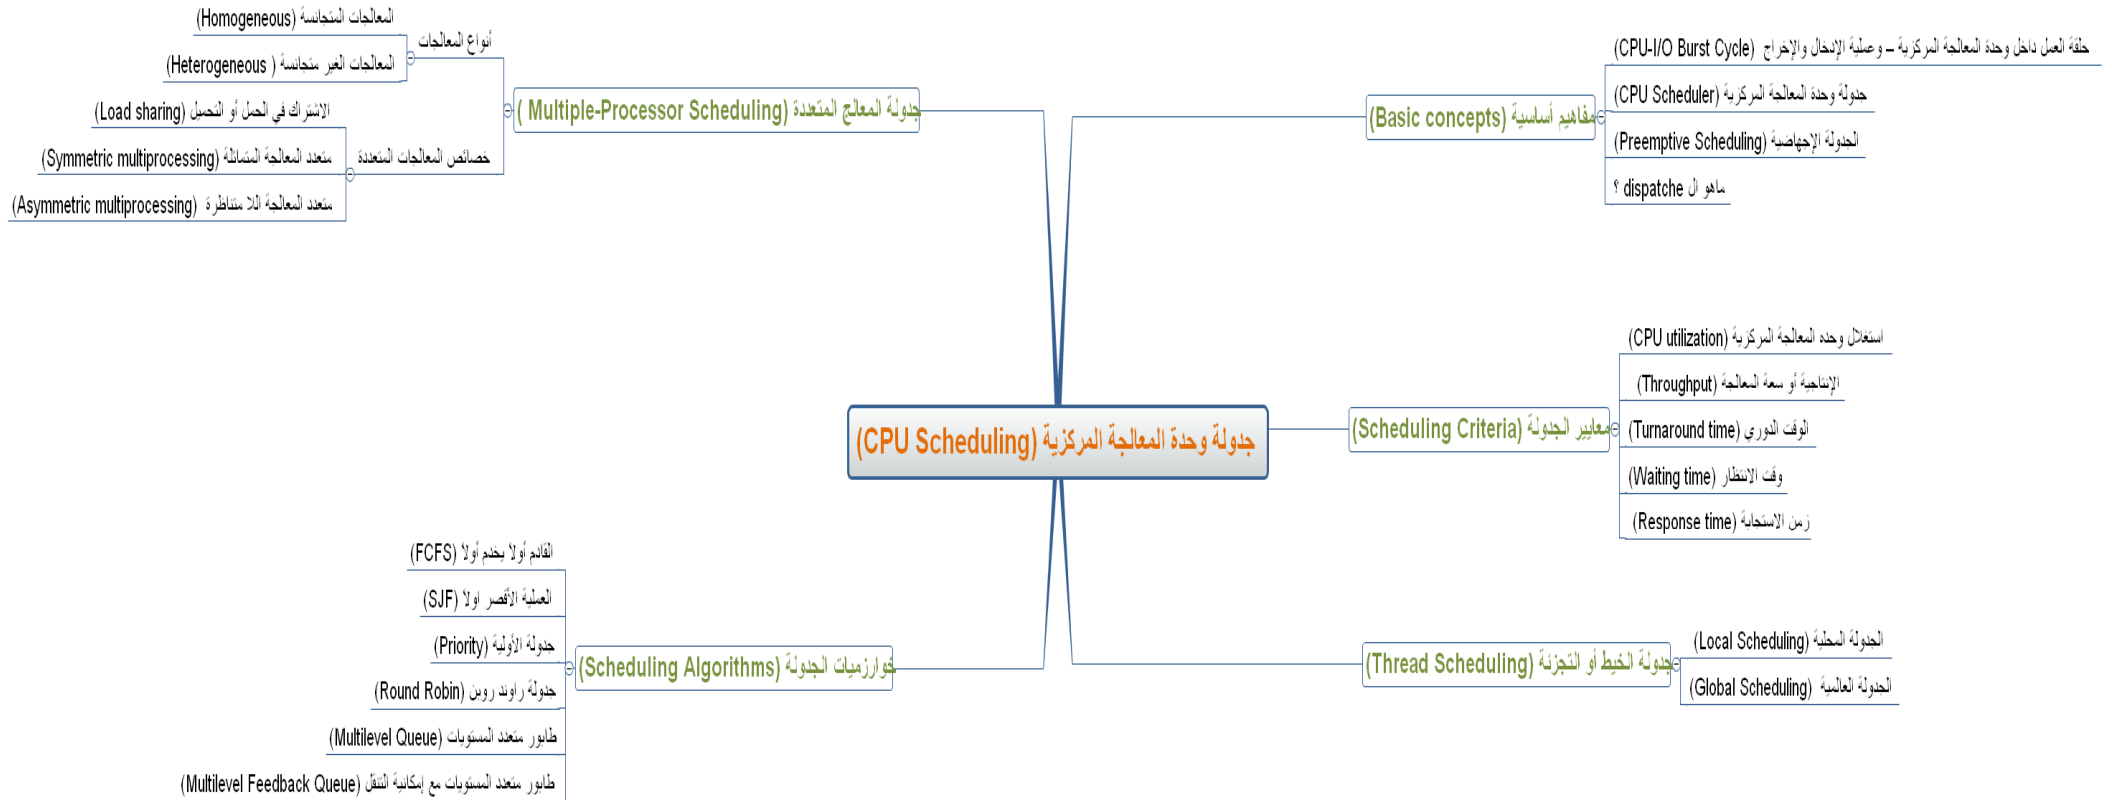 جدولة وحدة المعالجة المركزية (CPU Scheduling)
مفاهيم أساسية (Basic concepts)
حلقة العمل داخل وحدة المعالجة المركزية – وعملية الإدخال والإخراج (CPU-I/O Burst Cycle)
جدولة وحدة المعالجة المركزية (CPU Scheduler)
الجدولة الإجهاضية (Preemptive Scheduling)
ماهو ال dispatche ؟
معايير الجدولة (Scheduling Criteria)
استغلال وحده المعالجة المركزية (CPU utilization)
الإنتاجية أو سعة المعالجة (Throughput)
الوقت الدوري (Turnaround time)
وقت الانتظار (Waiting time)
زمن الاستجابة (Response time)
جدولة الخيط أو التجزئة (Thread Scheduling)
الجدولة المحلية (Local Scheduling)
الجدولة العالمية (Global Scheduling)
جدولة المعالج المتعددة (Multiple-Processor Scheduling )
أنواع المعالجات
المعالجات المتجانسة (Homogeneous)
المعالجات الغير متجانسة ( Heterogeneous)
خصائص المعالجات المتعددة
الاشتراك في الحمل أو التحميل (Load sharing)
متعدد المعالجة المتماثلة (Symmetric multiprocessing)
متعدد المعالجة اللا متناظرة (Asymmetric multiprocessing)
خوارزميات الجدولة (Scheduling Algorithms)
القادم أولاً يخدم أولاً (FCFS)
العملية الأقصر اولاً (SJF)
جدولة الأولية (Priority)
جدولة راوند روبن (Round Robin)
طابور متعدد المستويات (Multilevel Queue)
طابور متعدد المستويات مع إمكانية التنقل (Multilevel Feedback Queue)